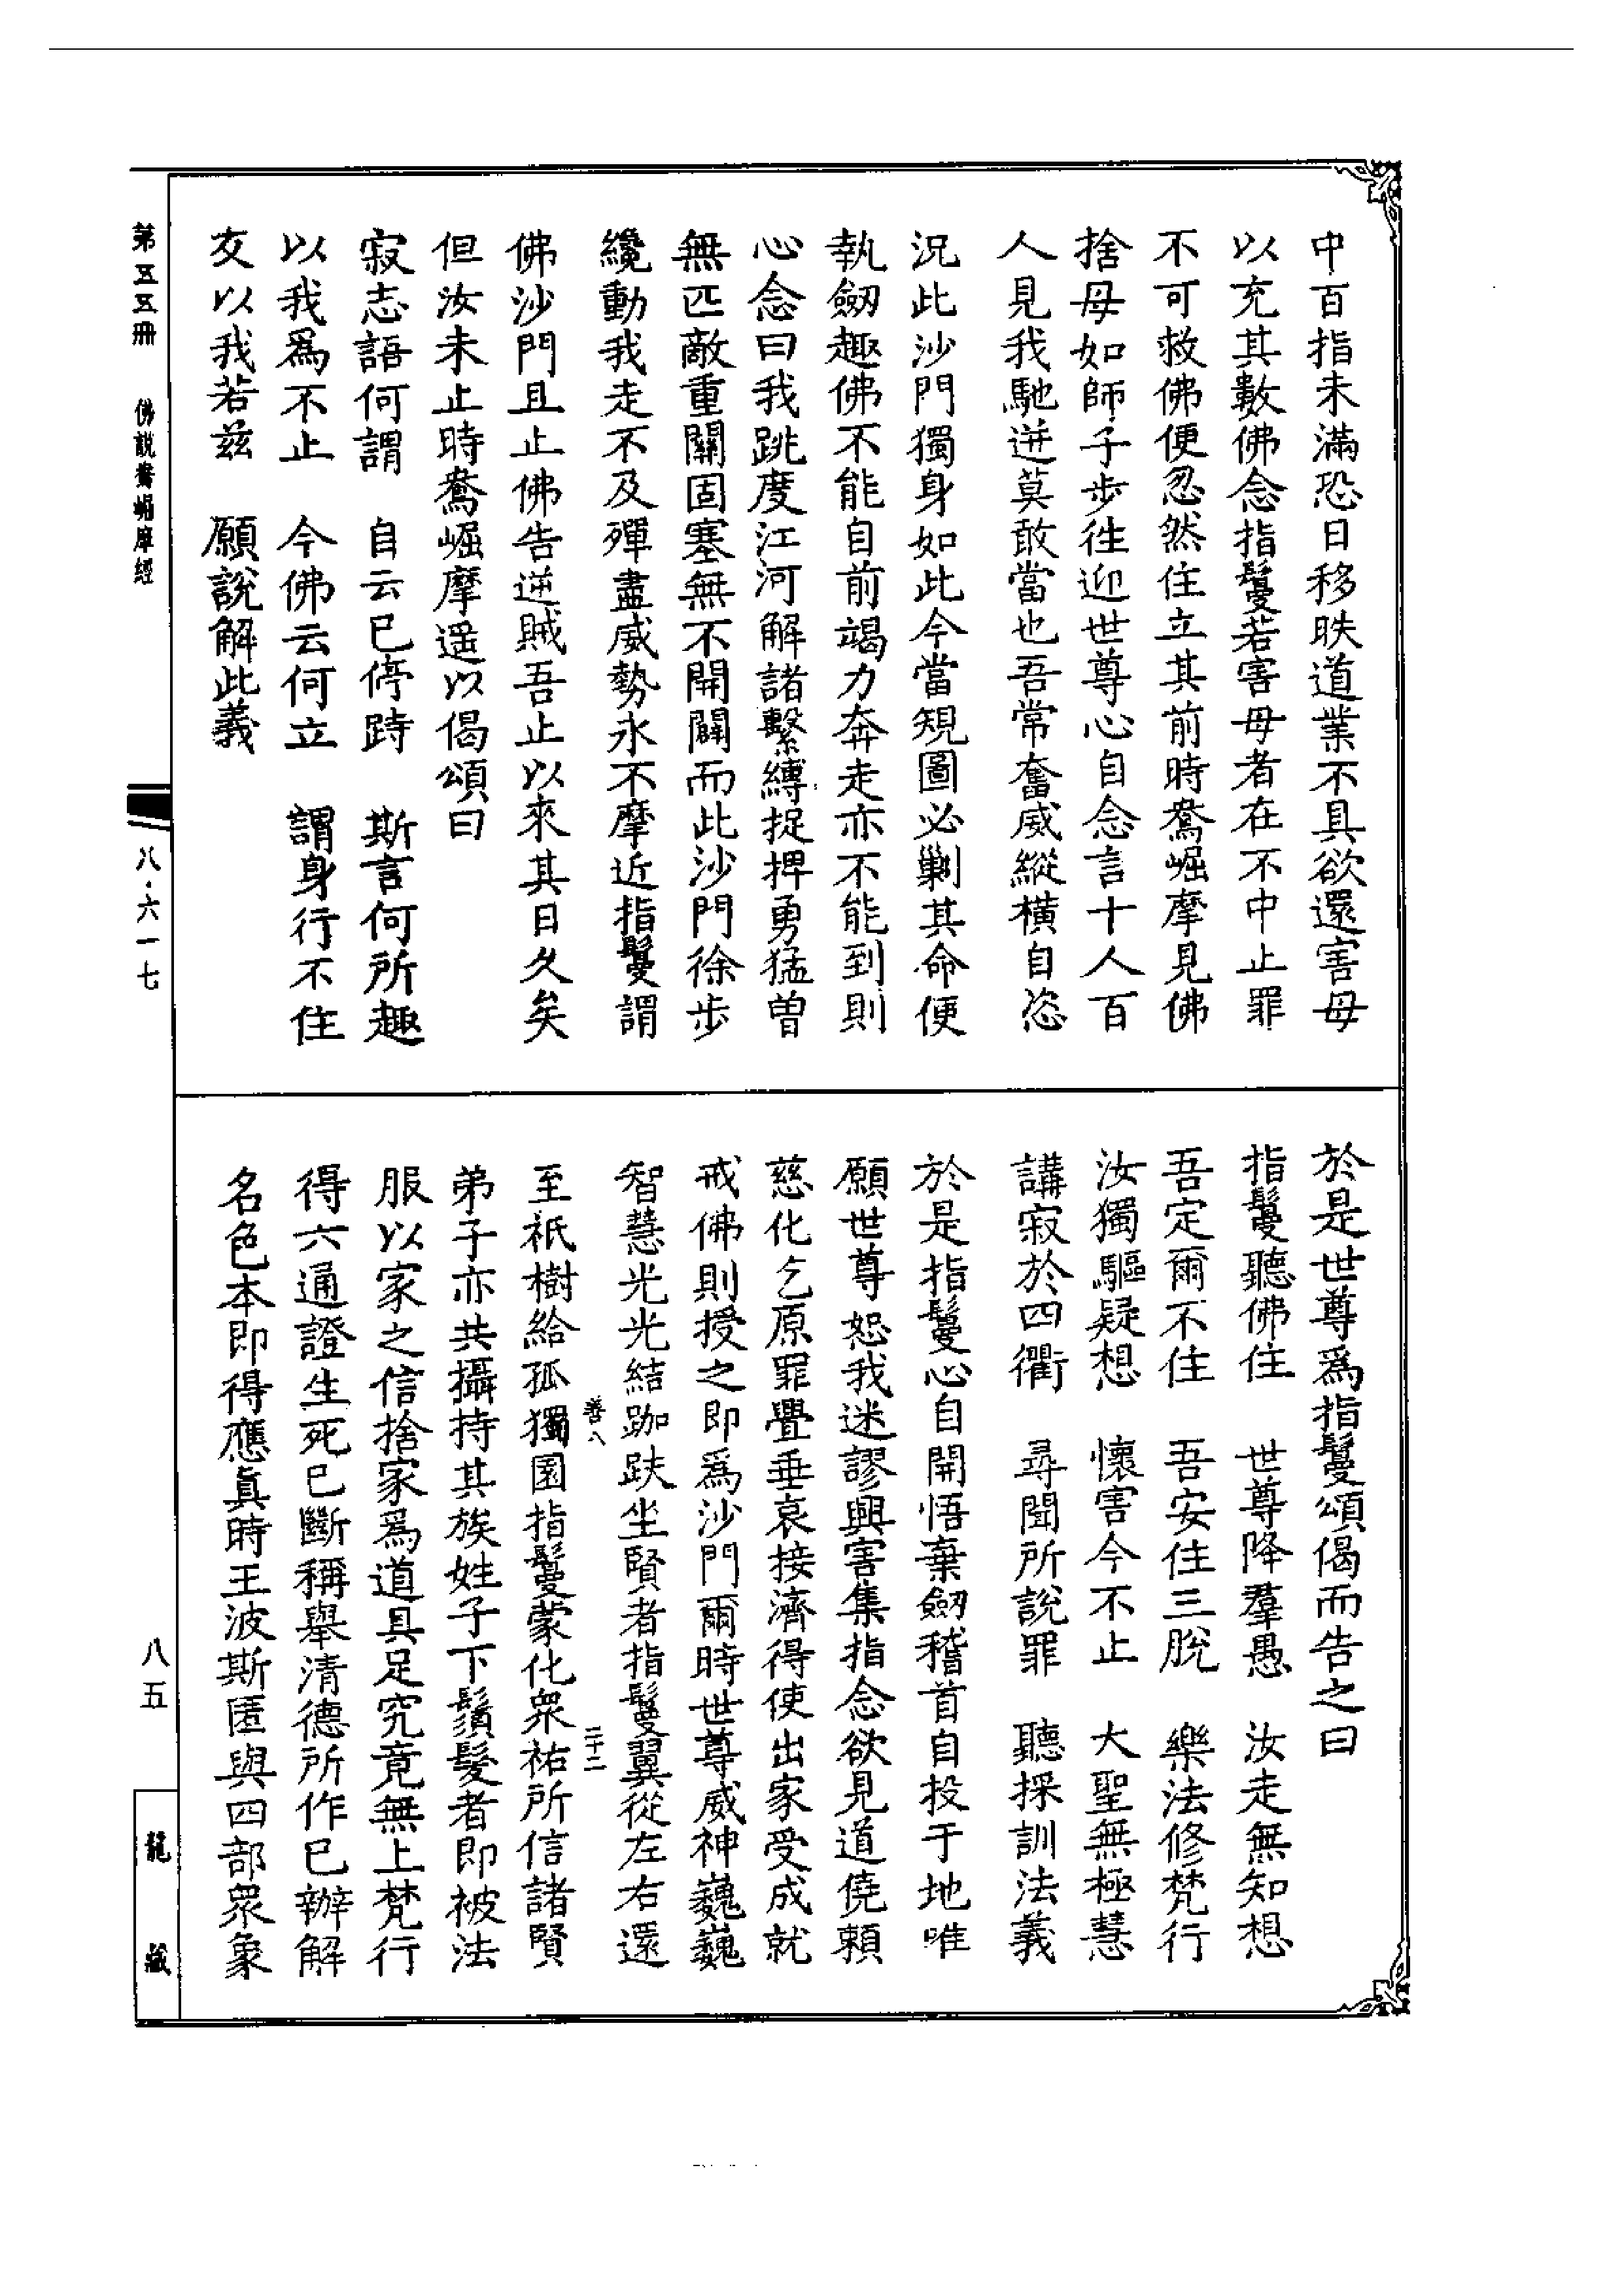 中百指未滿恐日移昳道業不具欲還害母
以充其數佛念指鬘若害母者在不中止罪
不可救佛便忽然住立其前時鴦崛摩見佛
捨母如師子步徃迎世尊心自念言十人百
人見我馳迸莫敢當也吾常奮威縱橫自恣
況此沙門獨身如此今當規圖必剿其命便
執劒趣佛不能自前竭力奔走亦不能到則
心念曰我跳度江河解諸繫縛捉捭勇猛曽
無匹敵重關固塞無不開闢而此沙門徐步
纔動我走不及殫盡威勢永不摩近指鬘謂
佛沙門且止佛告逆賊吾止以來其日久矣
但汝未止時鴦崛摩遥以偈頌曰
寂志語何謂　自云已停跱　斯言何所趣
以我爲不止　今佛云何立　謂身行不住
友以我若兹　願說解此義
於是世尊爲指鬘頌偈而告之曰
指鬘聽佛住　世尊降羣愚　汝走無知想
吾定爾不住　吾安住三脫　樂法修梵行
汝獨驅疑想　懷害今不止　大聖無極慧
講寂於四衢　尋聞所說罪　聽採訓法義
於是指鬘心自開悟棄劒稽首自投于地唯
願世尊恕我迷謬興害集指念欲見道僥頼
慈化乞原罪舋垂哀接濟得使出家受成就
戒佛則授之即爲沙門爾時世尊威神巍巍
智慧光光結跏趺坐賢者指鬘翼從左右還
善八　二十二
至祇樹給孤獨園指鬘蒙化衆祐所信諸賢
弟子亦共攝持其族姓子下鬚髮者即被法
服以家之信捨家爲道具足究竟無上梵行
得六通證生死已斷稱舉清德所作已辦解
名色本即得應眞時王波斯匿與四部衆象
第五五冊　佛說鴦崛摩經
八·六一七
八五
龍藏